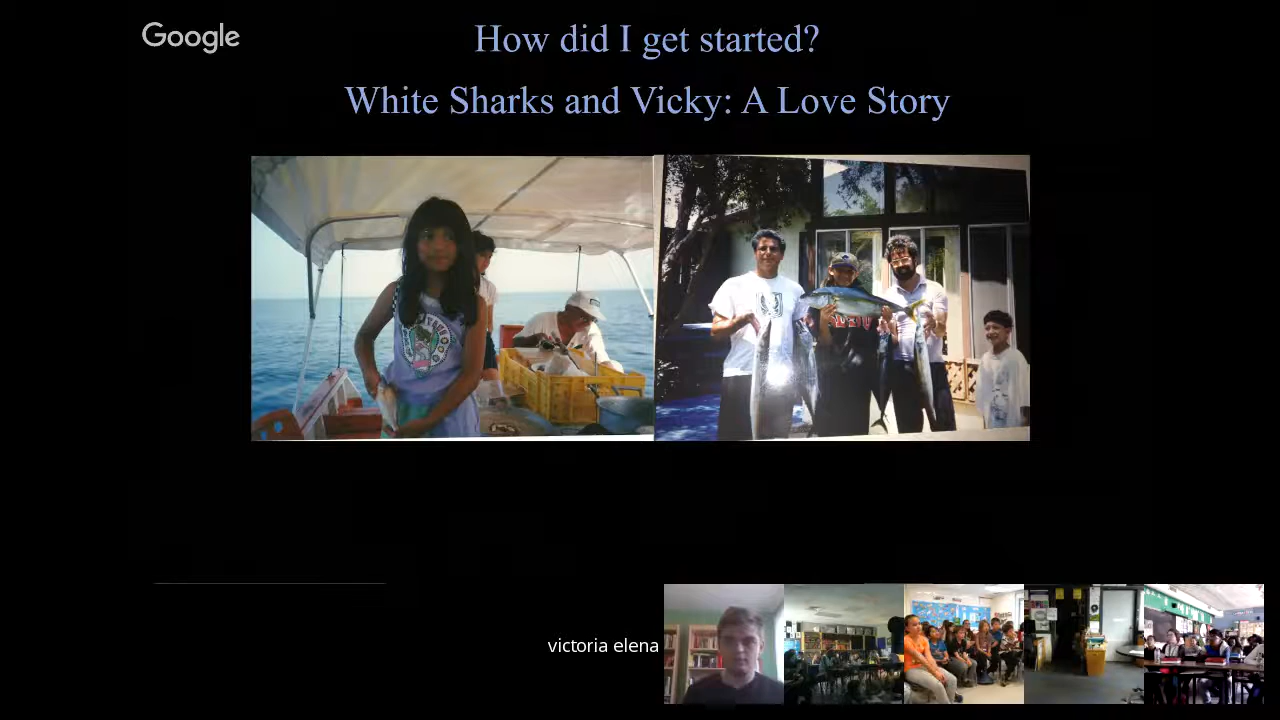 Google
How did I get started?
White Sharks and Vicky: A Love Story
victoria elena